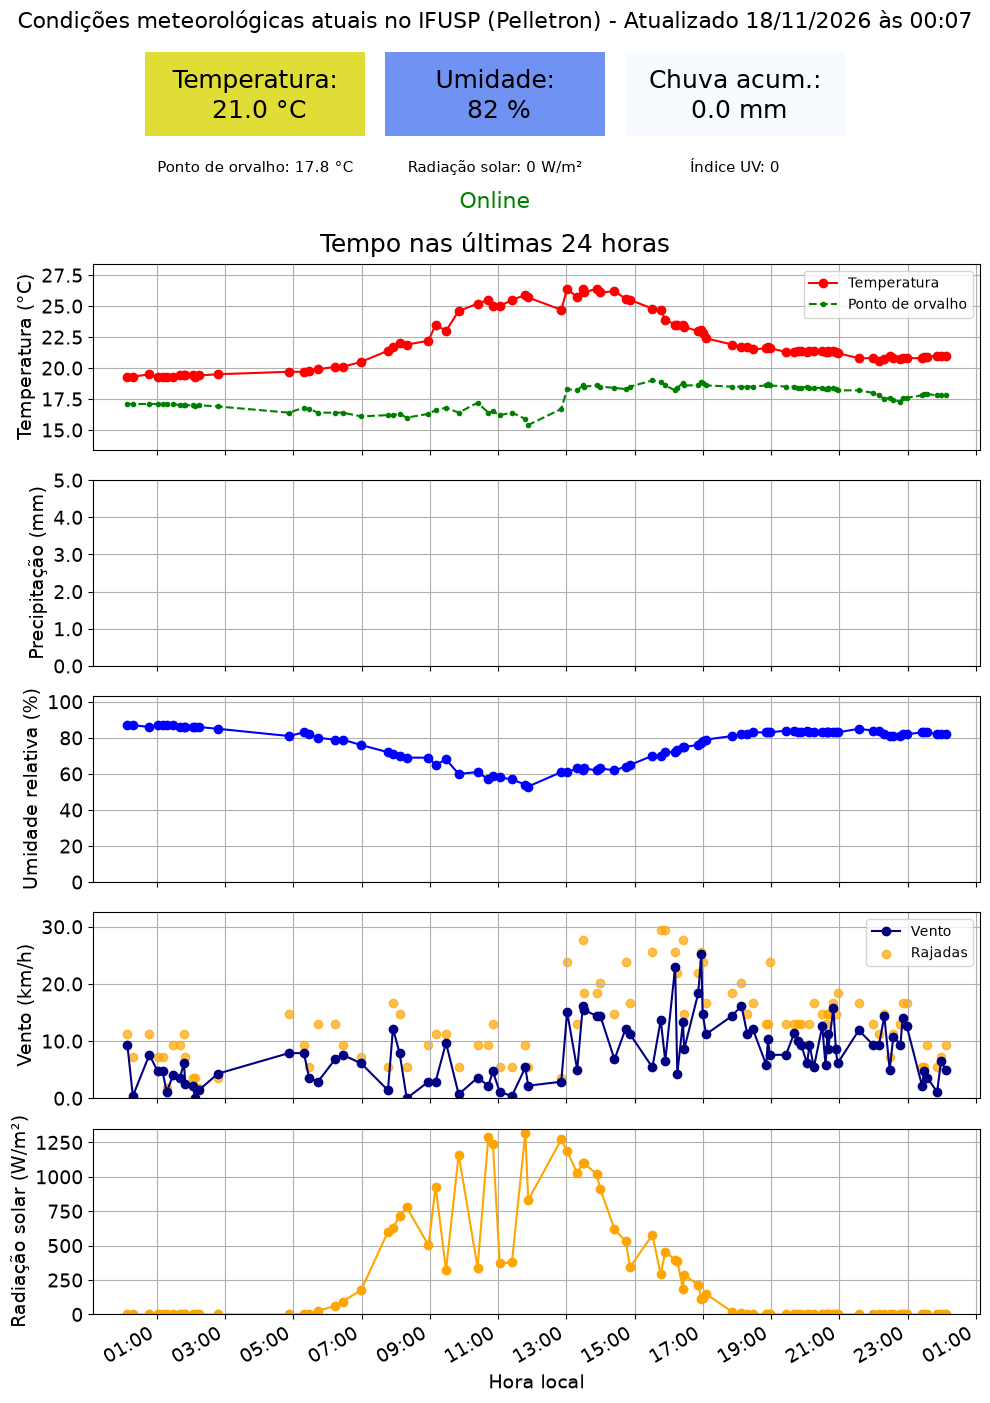 Condições meteorológicas atuais no IFUSP (Pelletron) - Atualizado 18/11/2026 às 00:07
Temperatura:
21.0 °C
Umidade:
82 %
Chuva acum.:
0.0 mm
Ponto de orvalho: 17.8 °C
Radiação solar: 0 W/m²
Índice UV: 0
Online
Tempo nas últimas 24 horas
Temperatura (°C)
27.5
25.0
22.5
20.0
17.5
15.0
Temperatura
Ponto de orvalho
Precipitação (mm)
5.0
4.0
3.0
2.0
1.0
0.0
Umidade relativa (%)
100
80
60
40
20
0
Vento (km/h)
30.0
20.0
10.0
0.0
Vento
Rajadas
Radiação solar (W/m²)
1250
1000
750
500
250
0
01:00 03:00 05:00 07:00 09:00 11:00 13:00 15:00 17:00 19:00 21:00 23:00 01:00
Hora local